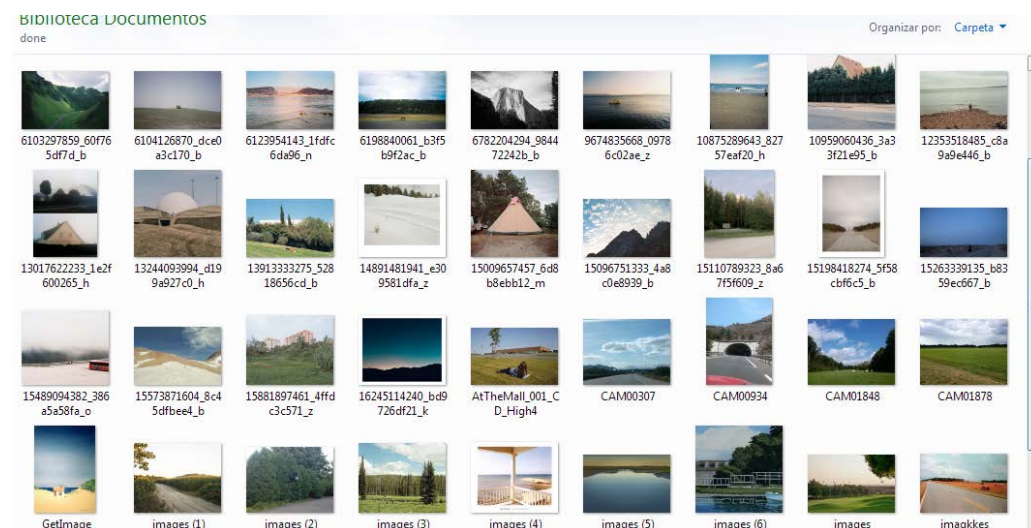 Biblioteca Documentos
done
Organizar por: Carpeta
6103297859_60f76
5df7d_b
6104126870_dce0
a3c170_b
6123954143_1fdfc
6da96_n
6198840061_b3f5
b9f2ac_b
6782204294_9844
72242b_b
9674835668_0978
6c02ae_z
10875289643_827
57eaf20_h
10959060436_3a3
3f21e95_b
12353518485_c8a
9a9e446_b
13017622233_1e2f
600265_h
13244093994_d19
9a927c0_h
13913333275_528
18656cd_b
14891481941_e30
9581dfa_z
15009657457_6d8
b8ebb12_m
15096751333_4a8
c0e8939_b
15110789323_8a6
7f5f609_z
15198418274_5f58
cbf6c5_b
15263339135_b83
59ec667_b
15489094382_386
a5a58fa_o
15573871604_8c4
5dfbee4_b
15881897461_4ffd
c3c571_z
16245114240_bd9
726df21_k
AtTheMall_001_C
D_High4
CAM00307
CAM00934
CAM01848
CAM01878
GetImage
images (1)
images (2)
images (3)
images (4)
images (5)
images (6)
images
imagkkes